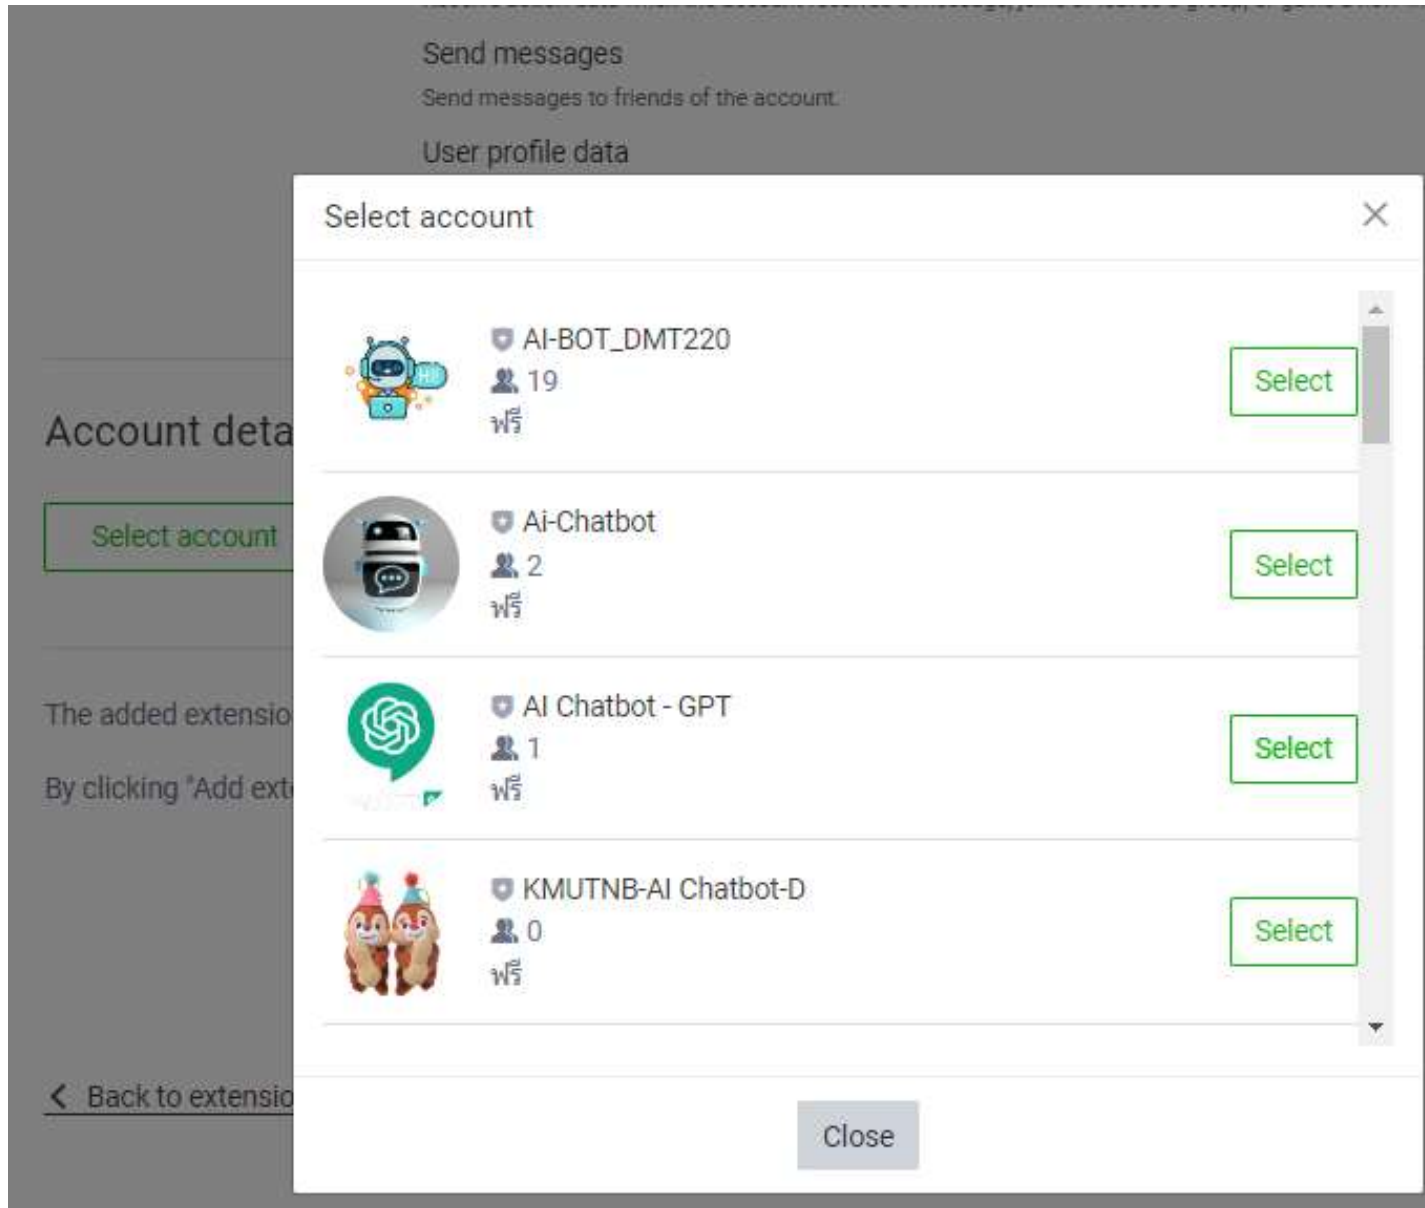 Send messages
Send messages to friends of the account.
User profile data
Select account
AI-BOT_DMT220
19
ฟรี
Select
Account deta
Select account
Ai-Chatbot
2
ฟรี
Select
The added extensio
By clicking "Add exte
AI Chatbot - GPT
1
ฟรี
Select
KMUTNB-AI Chatbot-D
0
ฟรี
Select
Back to extensio
Close